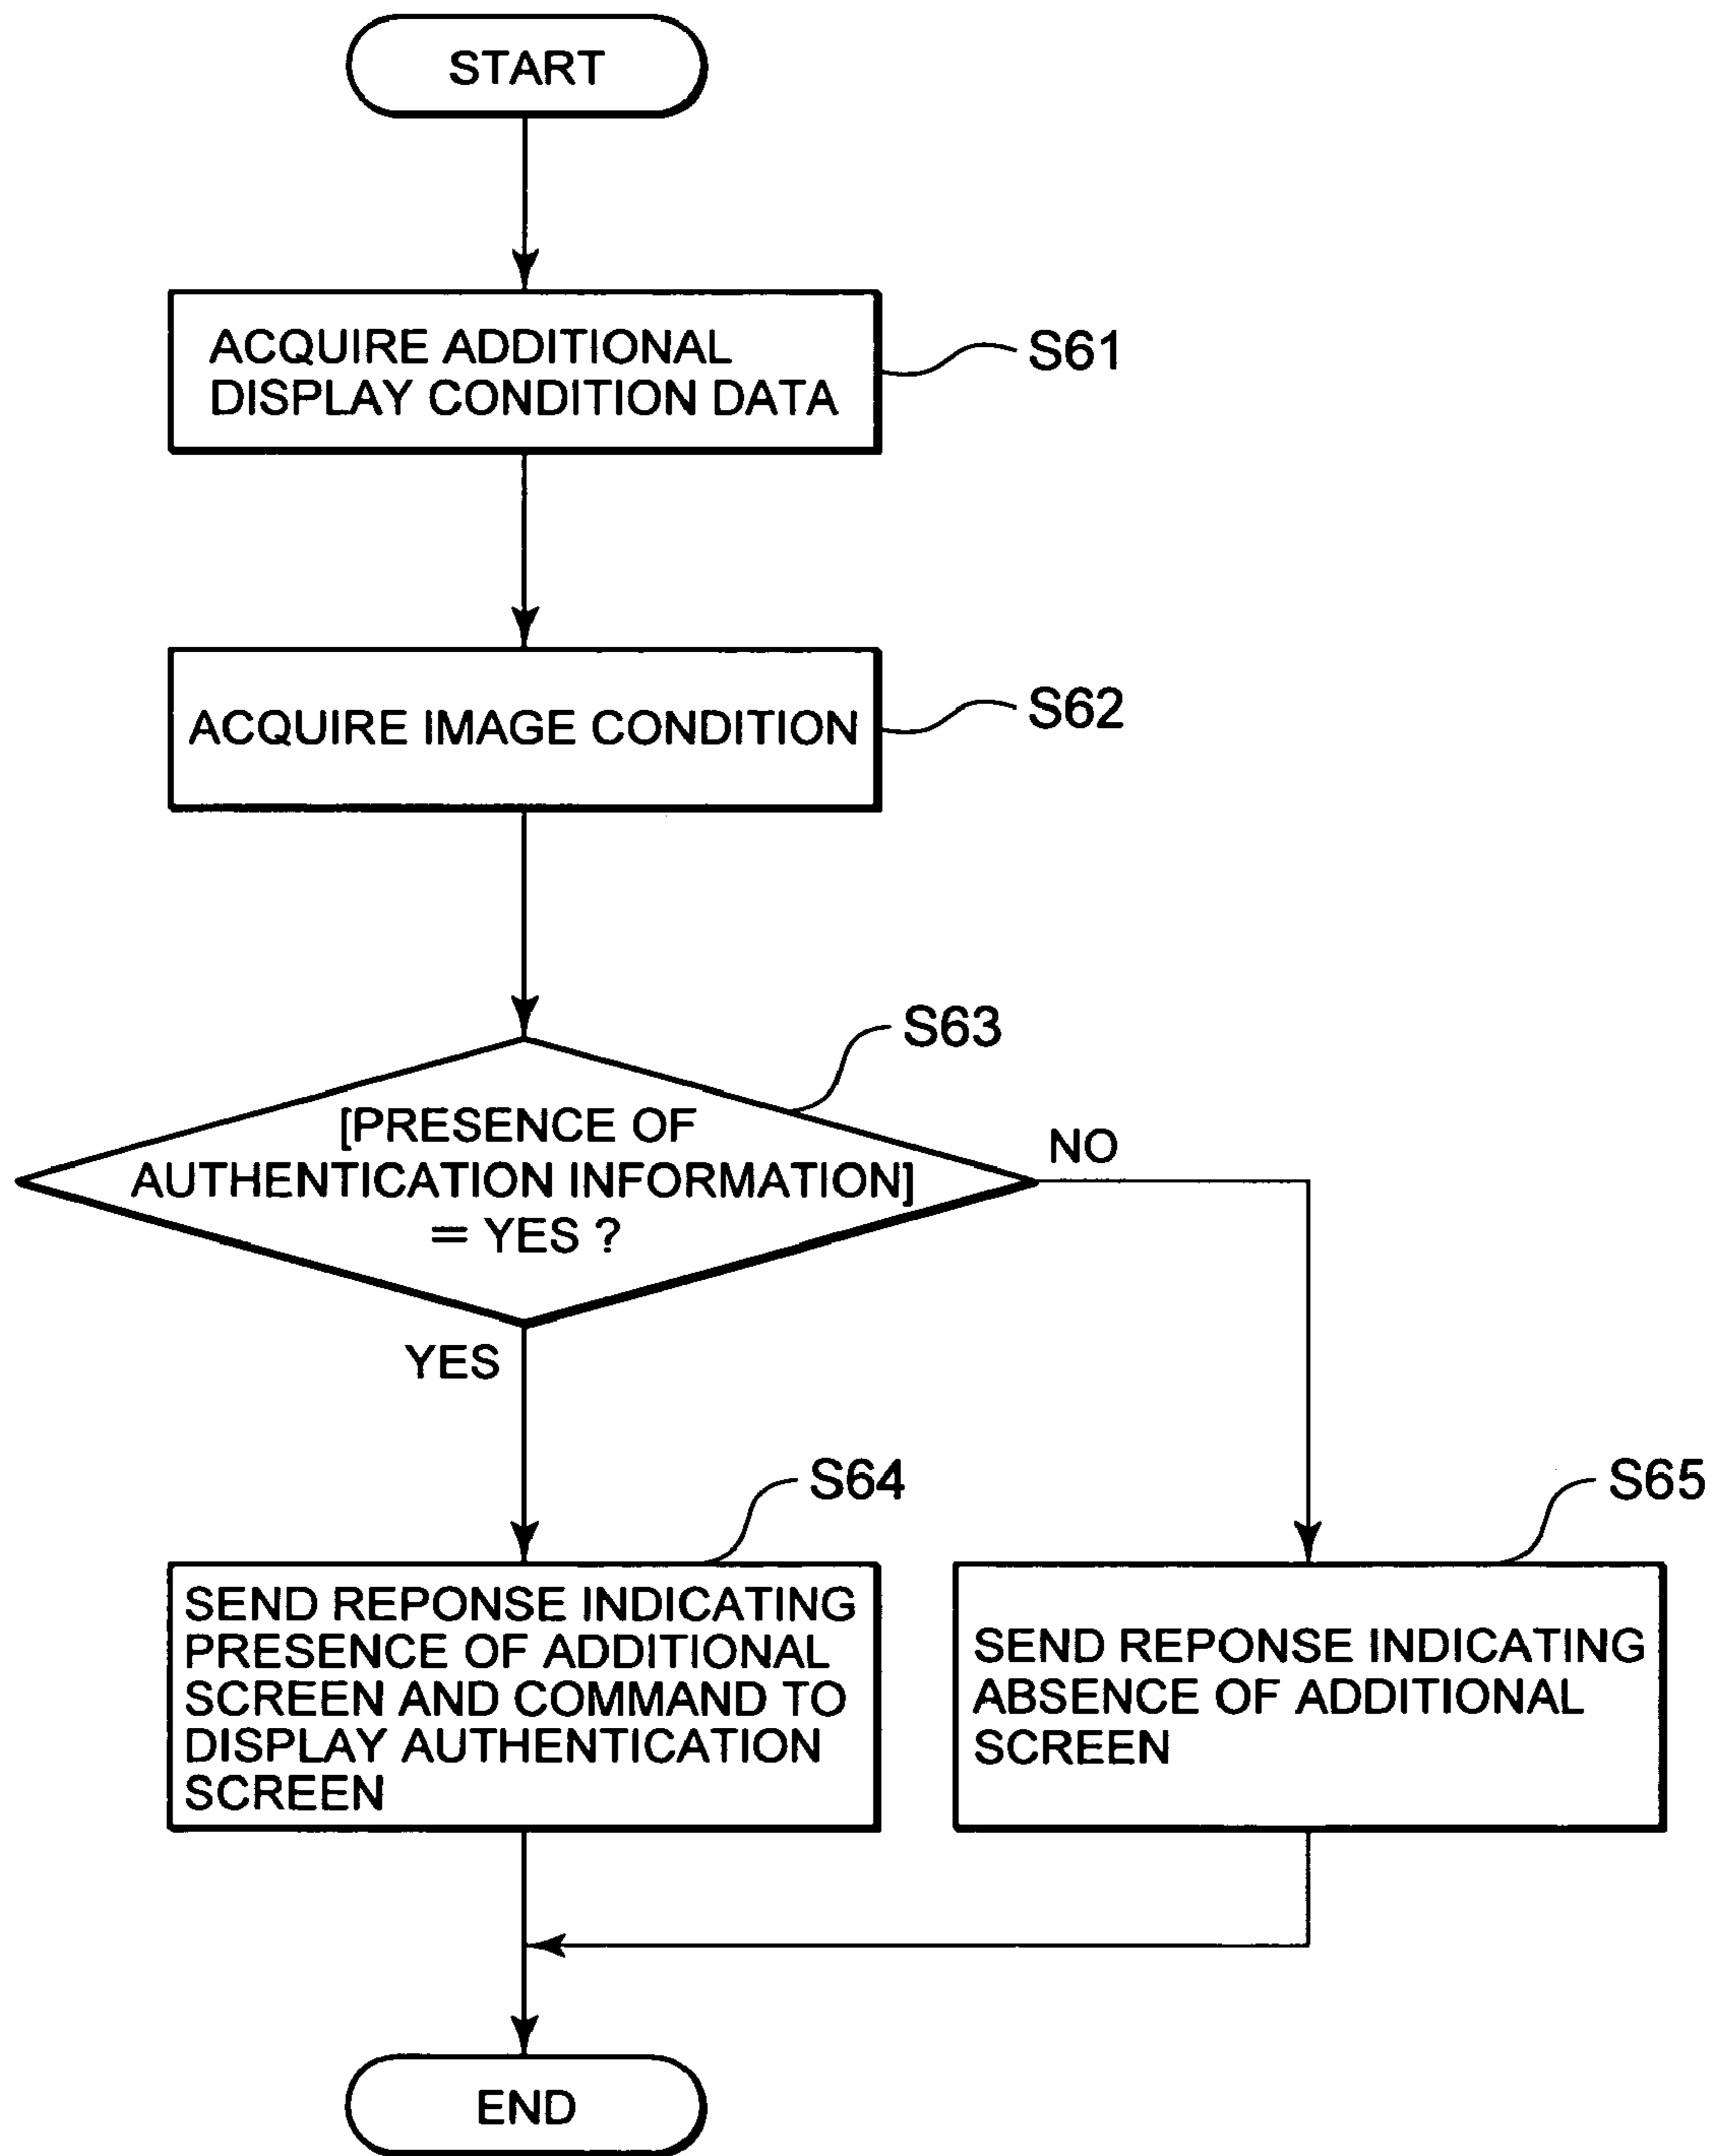 START
ACQUIRE ADDITIONAL
DISPLAY CONDITION DATA
S61
ACQUIRE IMAGE CONDITION
S62
S63
[PRESENCE OF
AUTHENTICATION INFORMATION]
= YES ?
NO
YES
S64
SEND REPONSE INDICATING
PRESENCE OF ADDITIONAL
SCREEN AND COMMAND TO
DISPLAY AUTHENTICATION
SCREEN
S65
SEND REPONSE INDICATING
ABSENCE OF ADDITIONAL
SCREEN
END